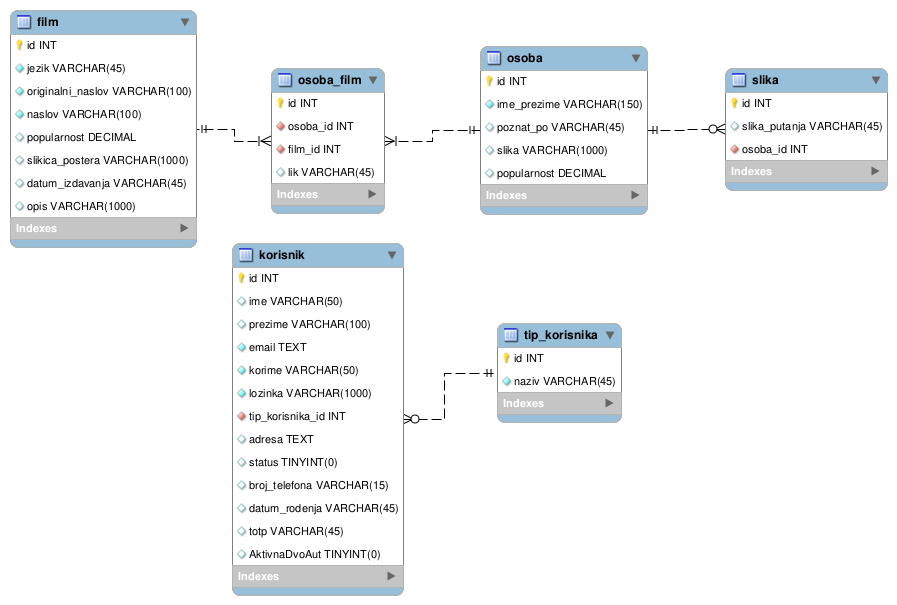 film
id INT
jezik VARCHAR(45)
originalni_naslov VARCHAR(100)
naslov VARCHAR(100)
popularnost DECIMAL
slikica_postera VARCHAR(1000)
datum_izdavanja VARCHAR(45)
opis VARCHAR(1000)
Indexes
osoba_film
id INT
osoba_id INT
film_id INT
lik VARCHAR(45)
Indexes
osoba
id INT
ime_prezime VARCHAR(150)
poznat_po VARCHAR(45)
slika VARCHAR(1000)
popularnost DECIMAL
Indexes
slika
id INT
slika_putanja VARCHAR(45)
osoba_id INT
Indexes
korisnik
id INT
ime VARCHAR(50)
prezime VARCHAR(100)
email TEXT
korime VARCHAR(50)
lozinka VARCHAR(1000)
tip_korisnika_id INT
adresa TEXT
status TINYINT(0)
broj_telefona VARCHAR(15)
datum_rodenja VARCHAR(45)
totp VARCHAR(45)
AktivnaDvoAut TINYINT(0)
Indexes
tip_korisnika
id INT
naziv VARCHAR(45)
Indexes